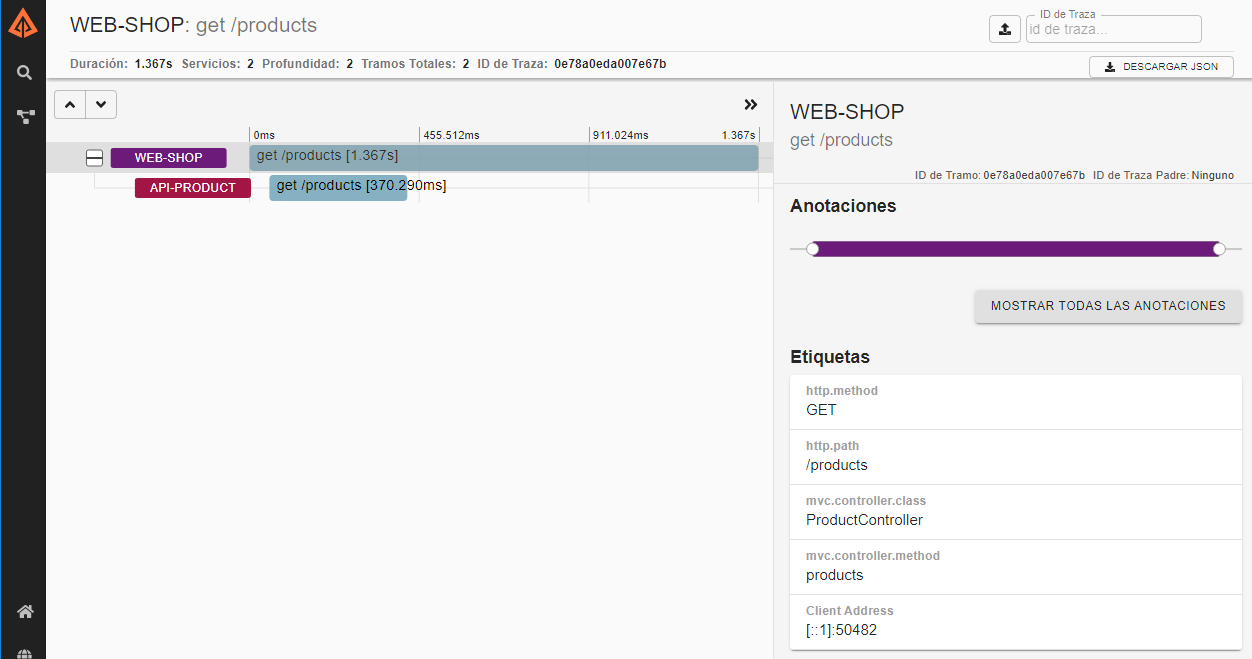 WEB-SHOP: get /products
ID de Traza
id de traza...
Duración: 1.367s Servicios: 2 Profundidad: 2 Tramos Totales: 2 ID de Traza: 0e78a0eda007e67b
DESCARGAR JSON
0ms 455.512ms 911.024ms 1.367s
WEB-SHOP get /products [1.367s]
API-PRODUCT get /products [370.290ms]
WEB-SHOP
get /products
ID de Tramo: 0e78a0eda007e67b ID de Traza Padre: Ninguno
Anotaciones
MOSTRAR TODAS LAS ANOTACIONES
Etiquetas
http.method
GET
http.path
/products
mvc.controller.class
ProductController
mvc.controller.method
products
Client Address
[::1]:50482